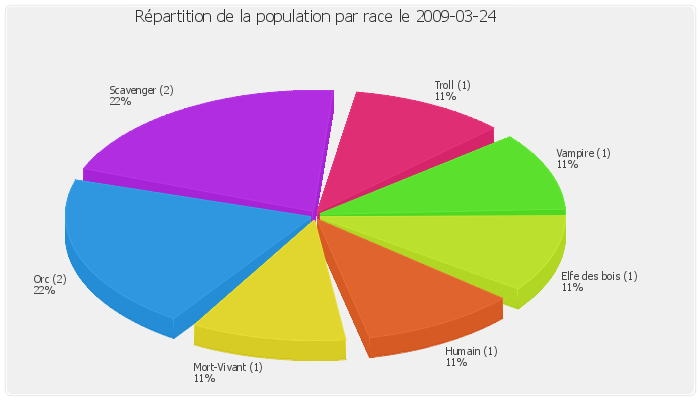 Répartition de la population par race le 2009-03-24
Scavenger (2)
22%
Troll (1)
11%
Vampire (1)
11%
Elfe des bois (1)
11%
Humain (1)
11%
Mort-Vivant (1)
11%
Orc (2)
22%